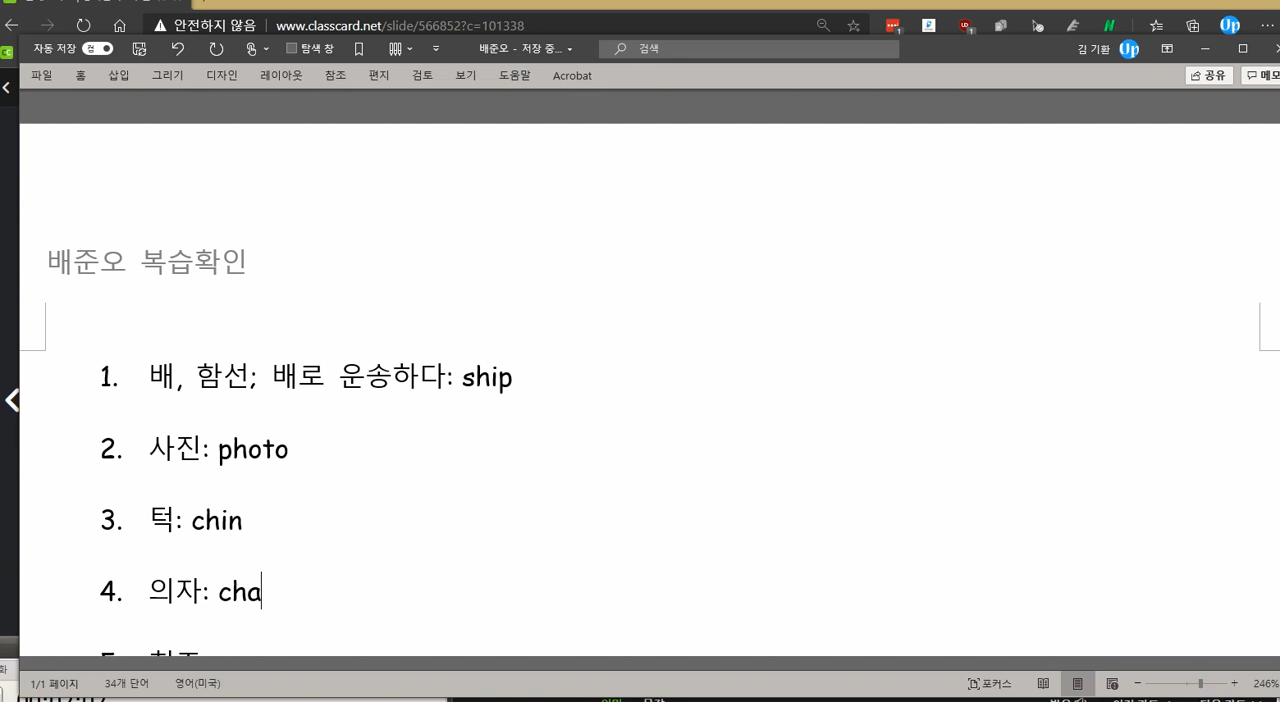 안전하지 않음 www.classcard.net/slide/566852?c=101338
자동 저장 켬 탐색 창 배준오 - 저장 중... 검색 김 기환 Up
파일 홈 삽입 그리기 디자인 레이아웃 참조 편지 검토 보기 도움말 Acrobat 공유 메모
배준오 복습확인
1. 배, 함선; 배로 운송하다: ship
2. 사진: photo
3. 턱: chin
4. 의자: cha
1/1 페이지 34개 단어 영어(미국) 포커스 246%